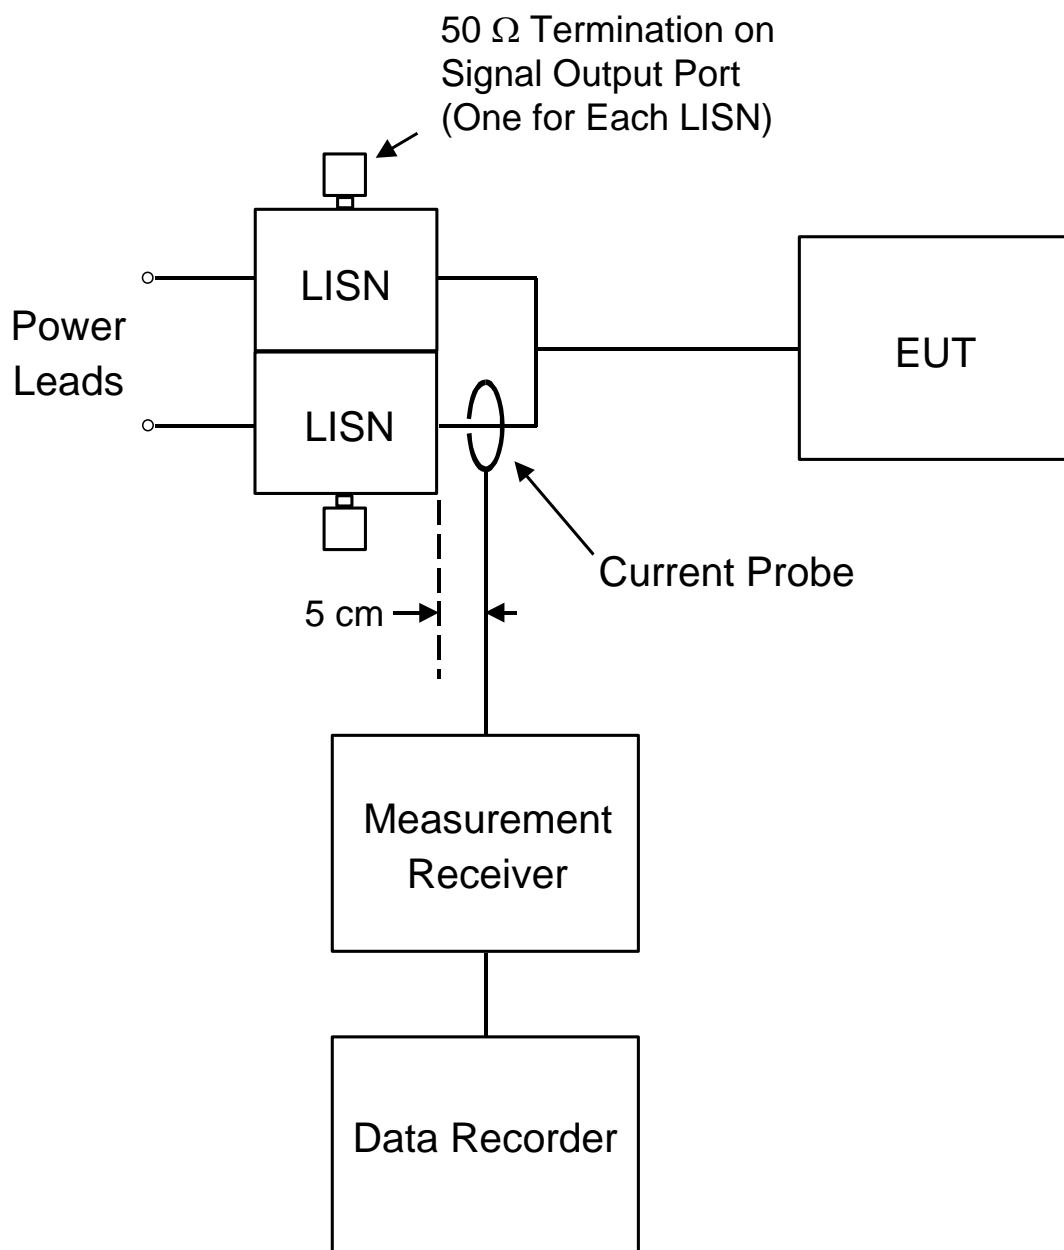 50 Ω Termination on
Signal Output Port
(One for Each LISN)
LISN
Power
Leads
LISN
EUT
Current Probe
5 cm
Measurement
Receiver
Data Recorder